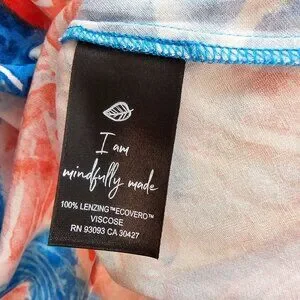 I am
mindfully made
100% LENZING™ECOVERO™
VISCOSE
RN 93093 CA 30427